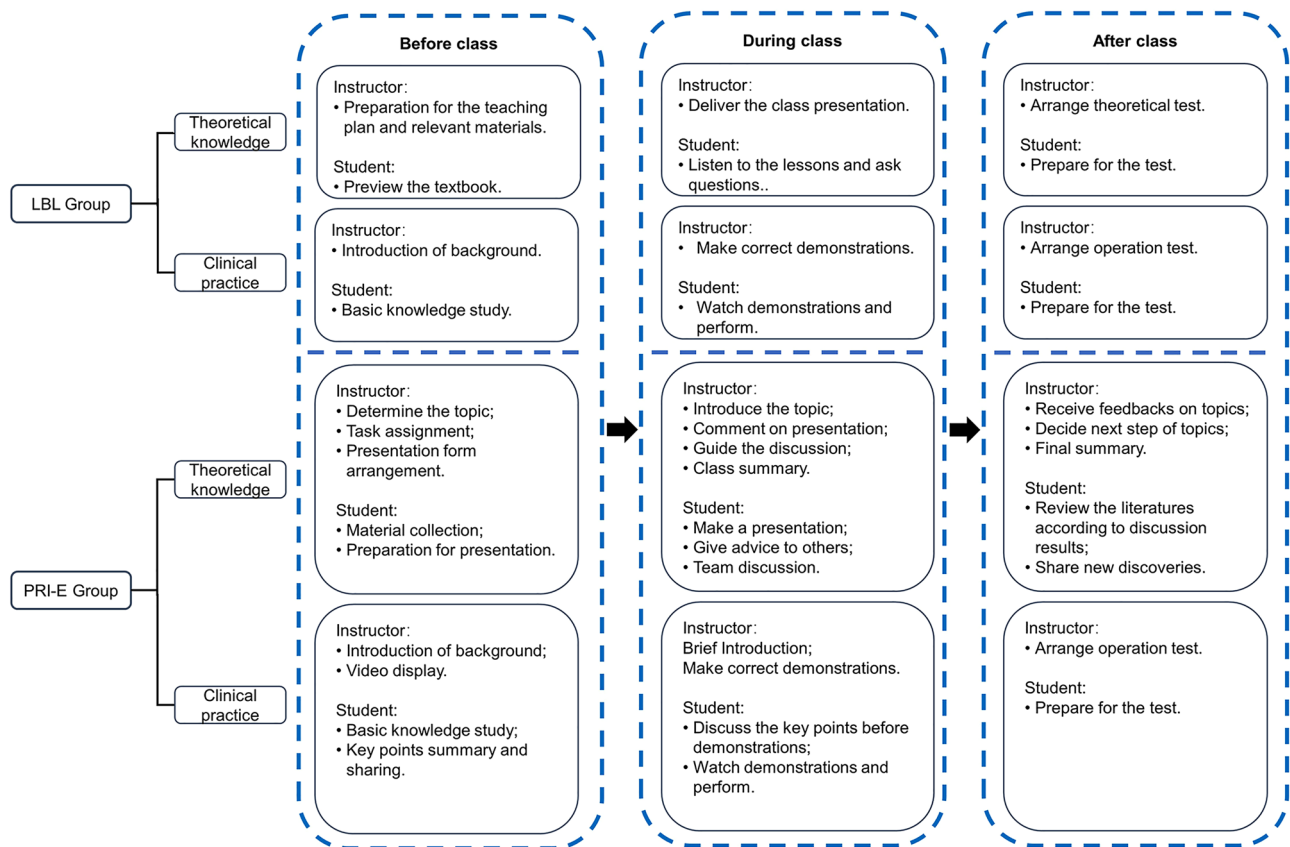 Before class
During class
After class
LBL Group
Theoretical
knowledge
Instructor:
• Preparation for the teaching
plan and relevant materials.
Student:
• Preview the textbook.
Instructor:
• Deliver the class presentation.
Student:
• Listen to the lessons and ask
questions..
Instructor:
• Arrange theoretical test.
Student:
• Prepare for the test.
Clinical
practice
Instructor:
• Introduction of background.
Student:
• Basic knowledge study.
Instructor:
• Make correct demonstrations.
Student:
• Watch demonstrations and
perform.
Instructor:
• Arrange operation test.
Student:
• Prepare for the test.
PRI-E Group
Theoretical
knowledge
Instructor:
• Determine the topic;
• Task assignment;
• Presentation form
arrangement.
Student:
• Material collection;
• Preparation for presentation.
Instructor:
• Introduce the topic;
• Comment on presentation;
• Guide the discussion;
• Class summary.
Student:
• Make a presentation;
• Give advice to others;
• Team discussion.
Instructor:
• Receive feedbacks on topics;
• Decide next step of topics;
• Final summary.
Student:
• Review the literatures
according to discussion
results;
• Share new discoveries.
Clinical
practice
Instructor:
• Introduction of background;
• Video display.
Student:
• Basic knowledge study;
• Key points summary and
sharing.
Instructor:
Brief Introduction;
Make correct demonstrations.
Student:
• Discuss the key points before
demonstrations;
• Watch demonstrations and
perform.
Instructor:
• Arrange operation test.
Student:
• Prepare for the test.